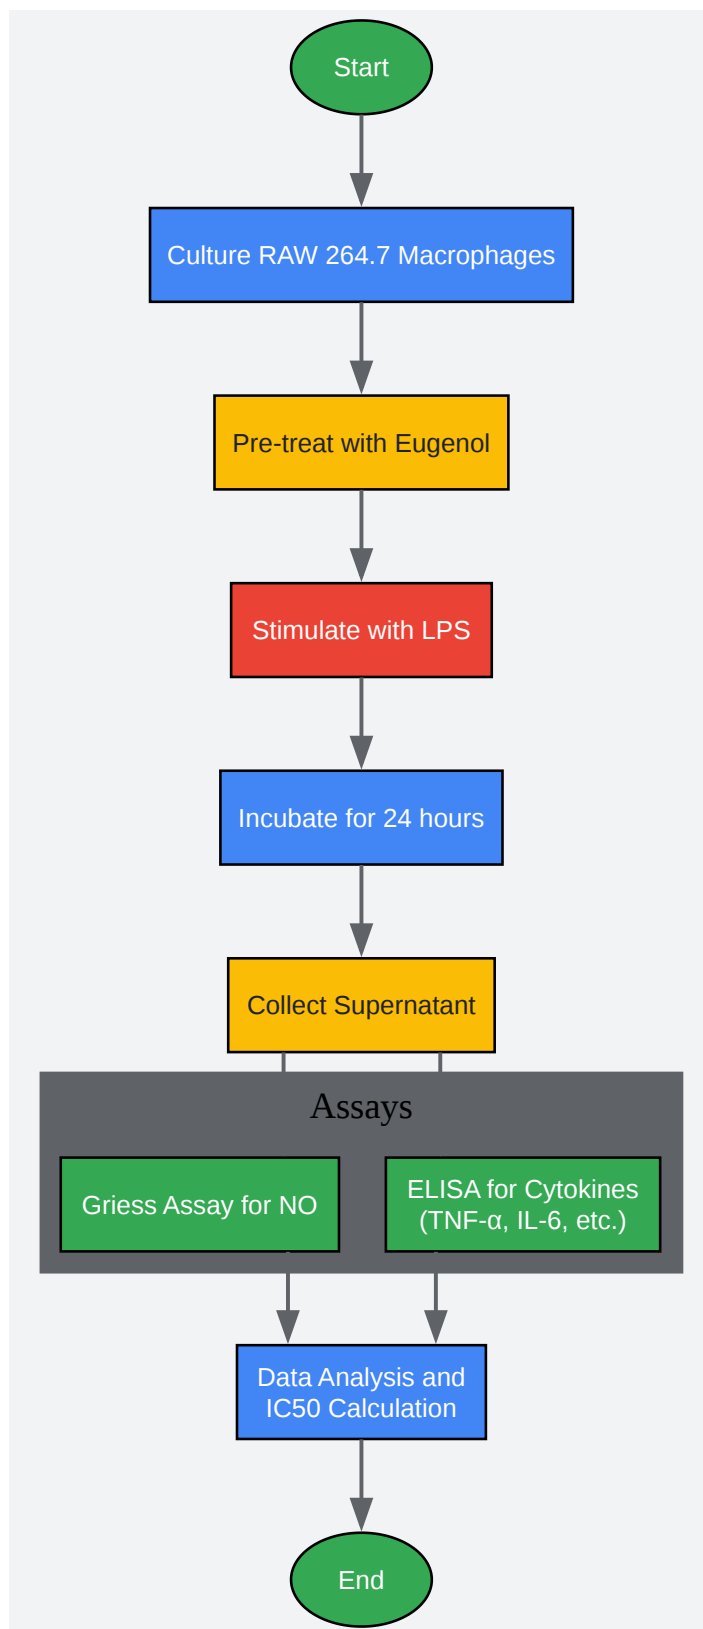 Start
Culture RAW 264.7 Macrophages
Pre-treat with Eugenol
Stimulate with LPS
Incubate for 24 hours
Collect Supernatant
Assays
Griess Assay for NO
ELISA for Cytokines
(TNF-α, IL-6, etc.)
Data Analysis and
IC50 Calculation
End